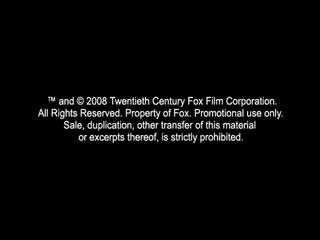 ™ and © 2008 Twentieth Century Fox Film Corporation.
All Rights Reserved. Property of Fox. Promotional use only.
Sale, duplication, other transfer of this material
or excerpts thereof, is strictly prohibited.